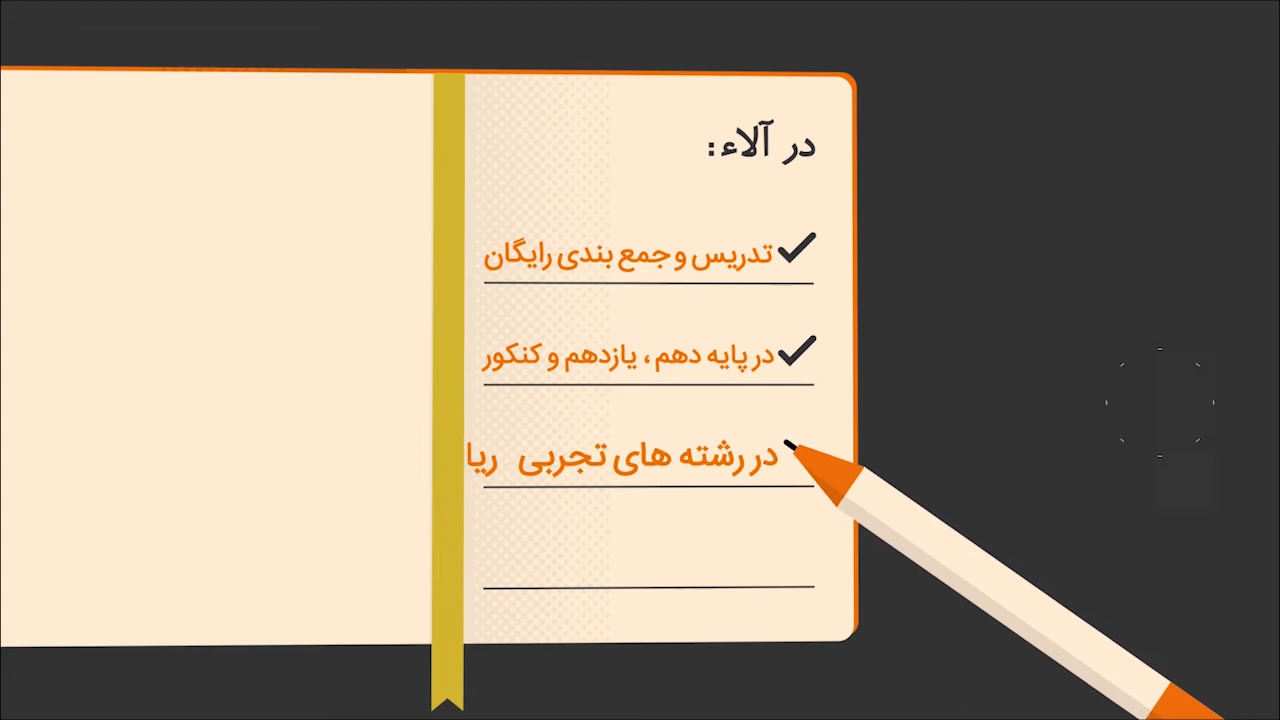 در آلاء:
تدریس و جمع بندی رایگان
در پایه دهم ، یازدهم و کنکور
در رشته های تجربی ریا